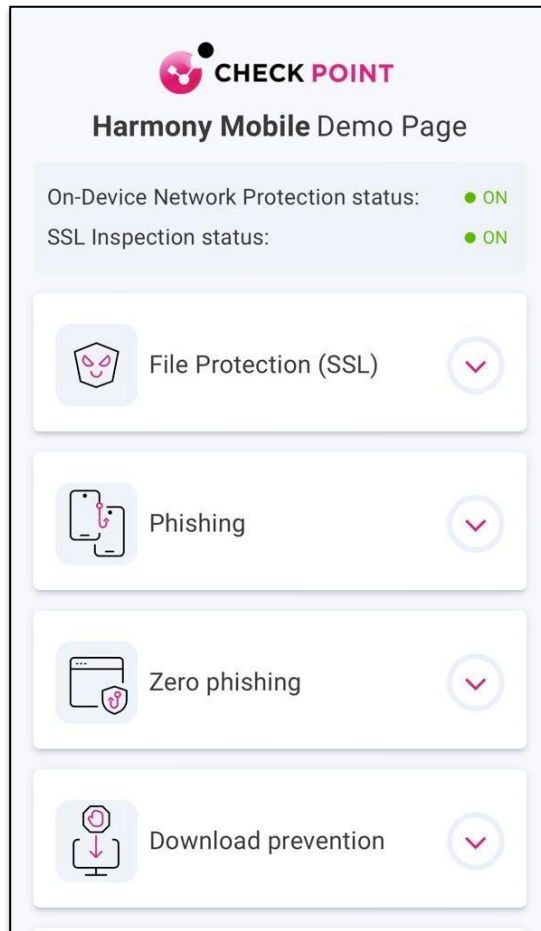 CHECK POINT
Harmony Mobile Demo Page
On-Device Network Protection status: ON
SSL Inspection status: ON
File Protection (SSL)
Phishing
Zero phishing
Download prevention